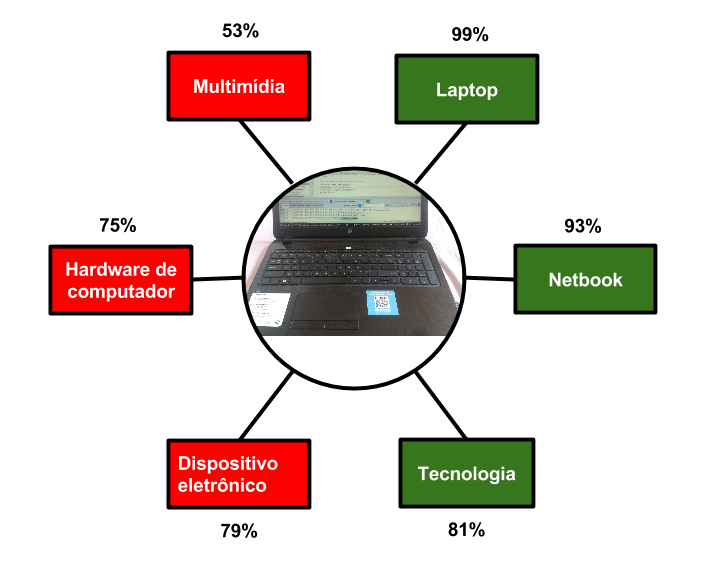 53%
99%
Multimídia
Laptop
75%
93%
Hardware de
computador
Netbook
Dispositivo
eletrônico
Tecnologia
79%
81%